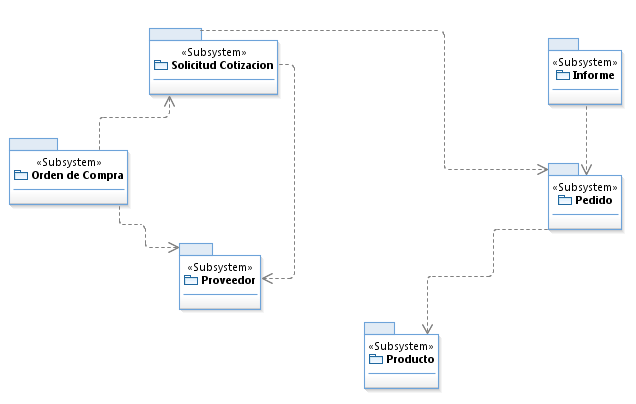 «Subsystem»
Solicitud Cotizacion
«Subsystem»
Informe
«Subsystem»
Orden de Compra
«Subsystem»
Pedido
«Subsystem»
Proveedor
«Subsystem»
Producto